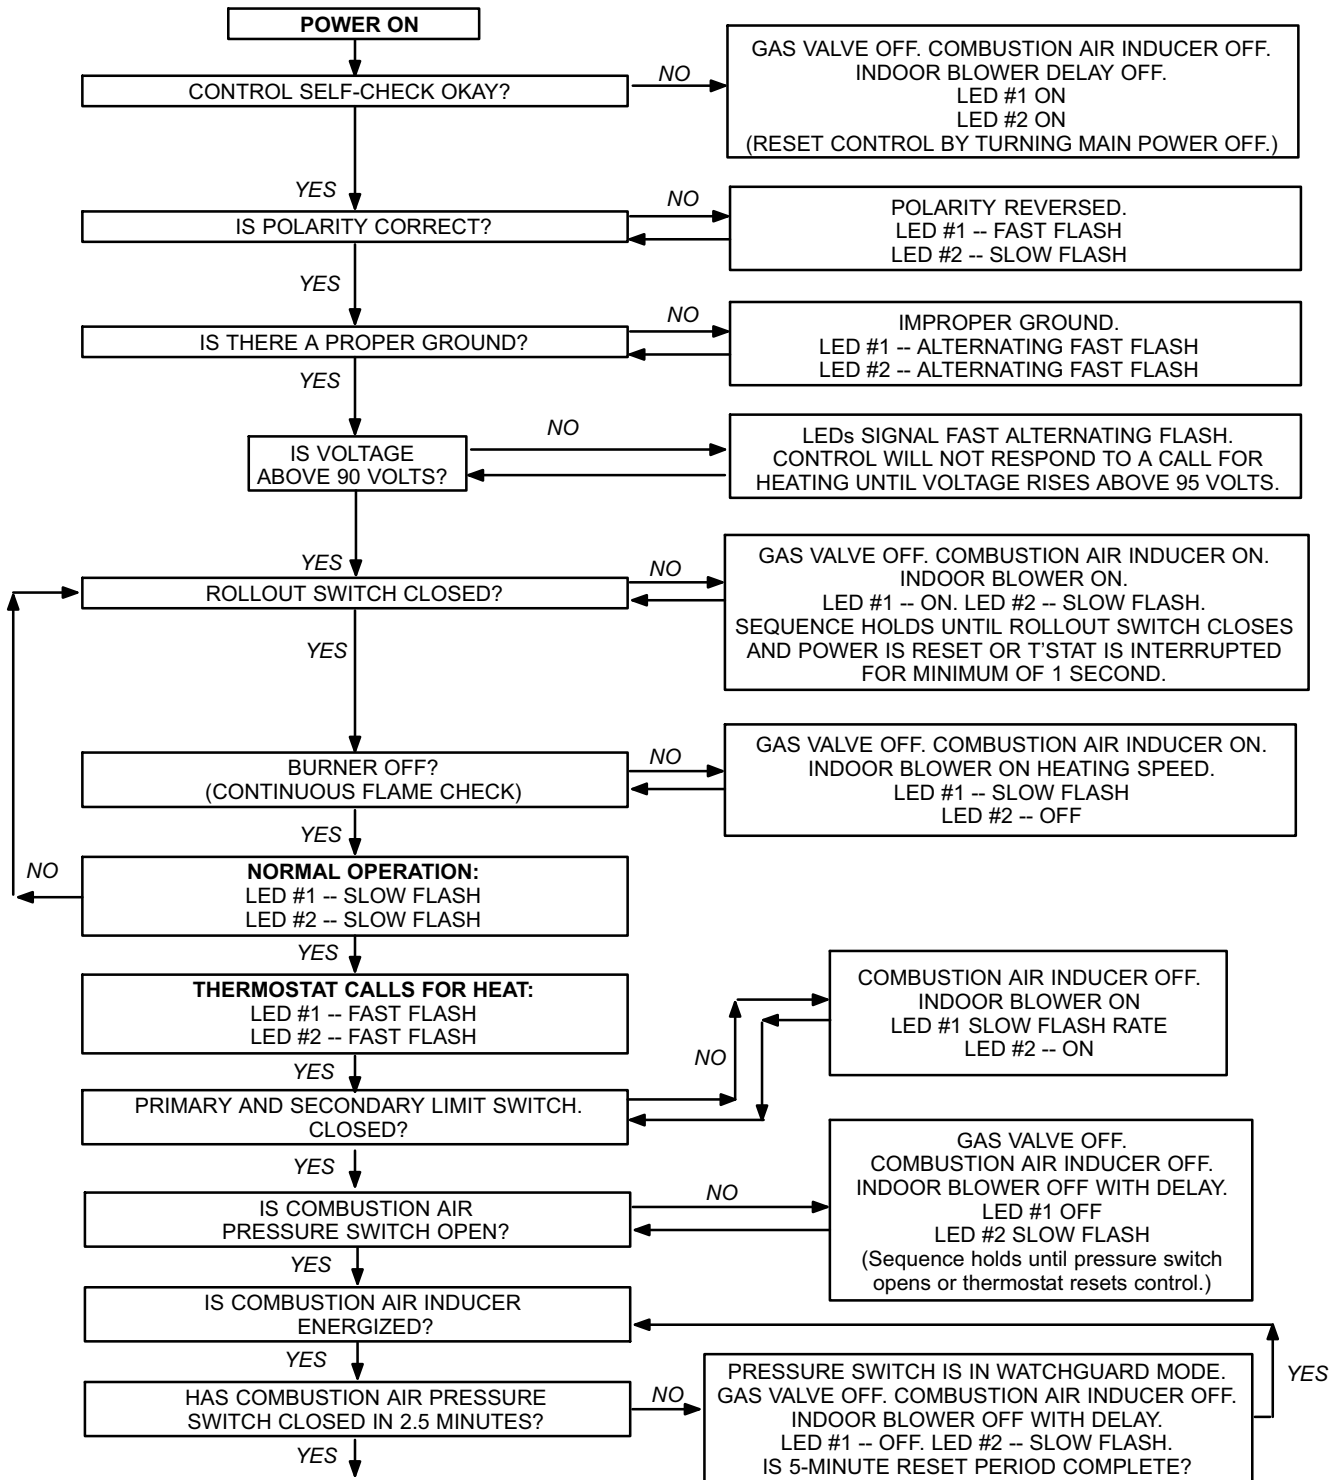 POWER ON
CONTROL SELF-CHECK OKAY?
NO
GAS VALVE OFF. COMBUSTION AIR INDUCER OFF.
INDOOR BLOWER DELAY OFF.
LED #1 ON
LED #2 ON
(RESET CONTROL BY TURNING MAIN POWER OFF.)
YES
IS POLARITY CORRECT?
NO
POLARITY REVERSED.
LED #1 -- FAST FLASH
LED #2 -- SLOW FLASH
YES
IS THERE A PROPER GROUND?
NO
IMPROPER GROUND.
LED #1 -- ALTERNATING FAST FLASH
LED #2 -- ALTERNATING FAST FLASH
YES
IS VOLTAGE
ABOVE 90 VOLTS?
NO
LEDs SIGNAL FAST ALTERNATING FLASH.
CONTROL WILL NOT RESPOND TO A CALL FOR
HEATING UNTIL VOLTAGE RISES ABOVE 95 VOLTS.
YES
ROLLOUT SWITCH CLOSED?
NO
GAS VALVE OFF. COMBUSTION AIR INDUCER ON.
INDOOR BLOWER ON.
LED #1 -- ON. LED #2 -- SLOW FLASH.
SEQUENCE HOLDS UNTIL ROLLOUT SWITCH CLOSES
AND POWER IS RESET OR T'STAT IS INTERRUPTED
FOR MINIMUM OF 1 SECOND.
YES
BURNER OFF?
(CONTINUOUS FLAME CHECK)
NO
GAS VALVE OFF. COMBUSTION AIR INDUCER ON.
INDOOR BLOWER ON HEATING SPEED.
LED #1 -- SLOW FLASH
LED #2 -- OFF
YES
NO
NORMAL OPERATION:
LED #1 -- SLOW FLASH
LED #2 -- SLOW FLASH
YES
THERMOSTAT CALLS FOR HEAT:
LED #1 -- FAST FLASH
LED #2 -- FAST FLASH
YES
PRIMARY AND SECONDARY LIMIT SWITCH.
CLOSED?
NO
COMBUSTION AIR INDUCER OFF.
INDOOR BLOWER ON
LED #1 SLOW FLASH RATE
LED #2 -- ON
YES
IS COMBUSTION AIR
PRESSURE SWITCH OPEN?
NO
GAS VALVE OFF.
COMBUSTION AIR INDUCER OFF.
INDOOR BLOWER OFF WITH DELAY.
LED #1 OFF
LED #2 SLOW FLASH
(Sequence holds until pressure switch
opens or thermostat resets control.)
YES
IS COMBUSTION AIR INDUCER
ENERGIZED?
YES
HAS COMBUSTION AIR PRESSURE
SWITCH CLOSED IN 2.5 MINUTES?
NO
PRESSURE SWITCH IS IN WATCHGUARD MODE.
GAS VALVE OFF. COMBUSTION AIR INDUCER OFF.
INDOOR BLOWER OFF WITH DELAY.
LED #1 -- OFF. LED #2 -- SLOW FLASH.
IS 5-MINUTE RESET PERIOD COMPLETE?
YES
YES